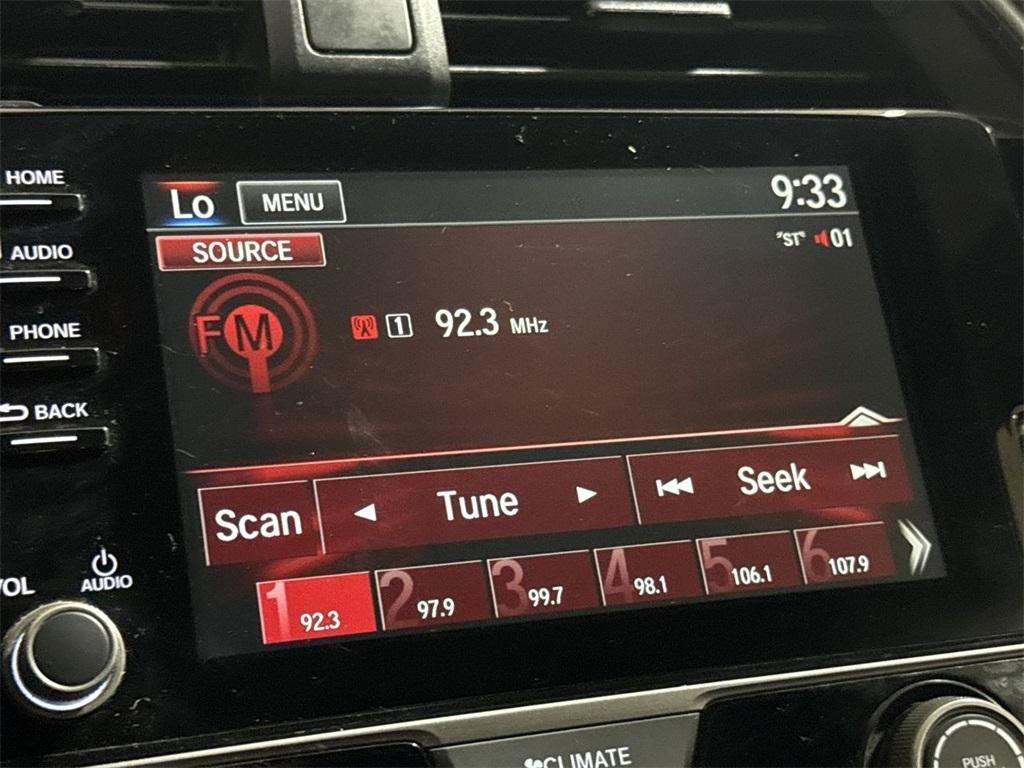 HOME
AUDIO
PHONE
BACK
VOL
AUDIO
Lo MENU 9:33
SOURCE "ST" 01
FM 1 92.3 MHz
Scan Tune Seek
1 92.3 2 97.9 3 99.7 4 98.1 5 106.1 6 107.9
CLIMATE
PUSH